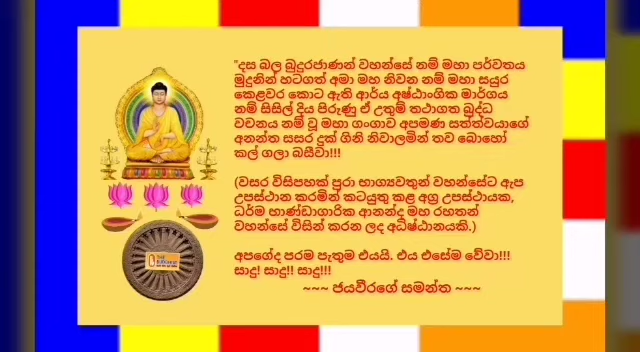 "දස බල බුදුරජාණන් වහන්සේ නම් මහා පර්වතය
මුදුනින් හටගත් අමා මහ නිවන නම් මහා සයුර
කෙළවර කොට ඇති ආර්ය අෂ්ඨාංගික මාර්ගය
නම් සිසිල් දිය පිරුණු ඒ උතුම් තථාගත බුද්ධ
වචනය නම් වූ මහා ගංගාව අපමණ සත්ත්වයාගේ
අනන්ත සසර දුක් ගිනි නිවාලමින් තව බොහෝ
කල් ගලා බසීවා!!!
(වසර විසිපහක් පුරා භාග්‍යවතුන් වහන්සේට ඇප
උපස්ථාන කරමින් කටයුතු කළ අග්‍ර උපස්ථායක,
ධර්ම භාණ්ඩාගාරික ආනන්ද මහ රහතන්
වහන්සේ විසින් කරන ලද අධිෂ්ඨානයකි.)
අපගේද පරම පැතුම එයයි. එය එසේම වේවා!!!
සාදු! සාදු!! සාදු!!!
~~~ ජයවීරගේ සමන්ත ~~~